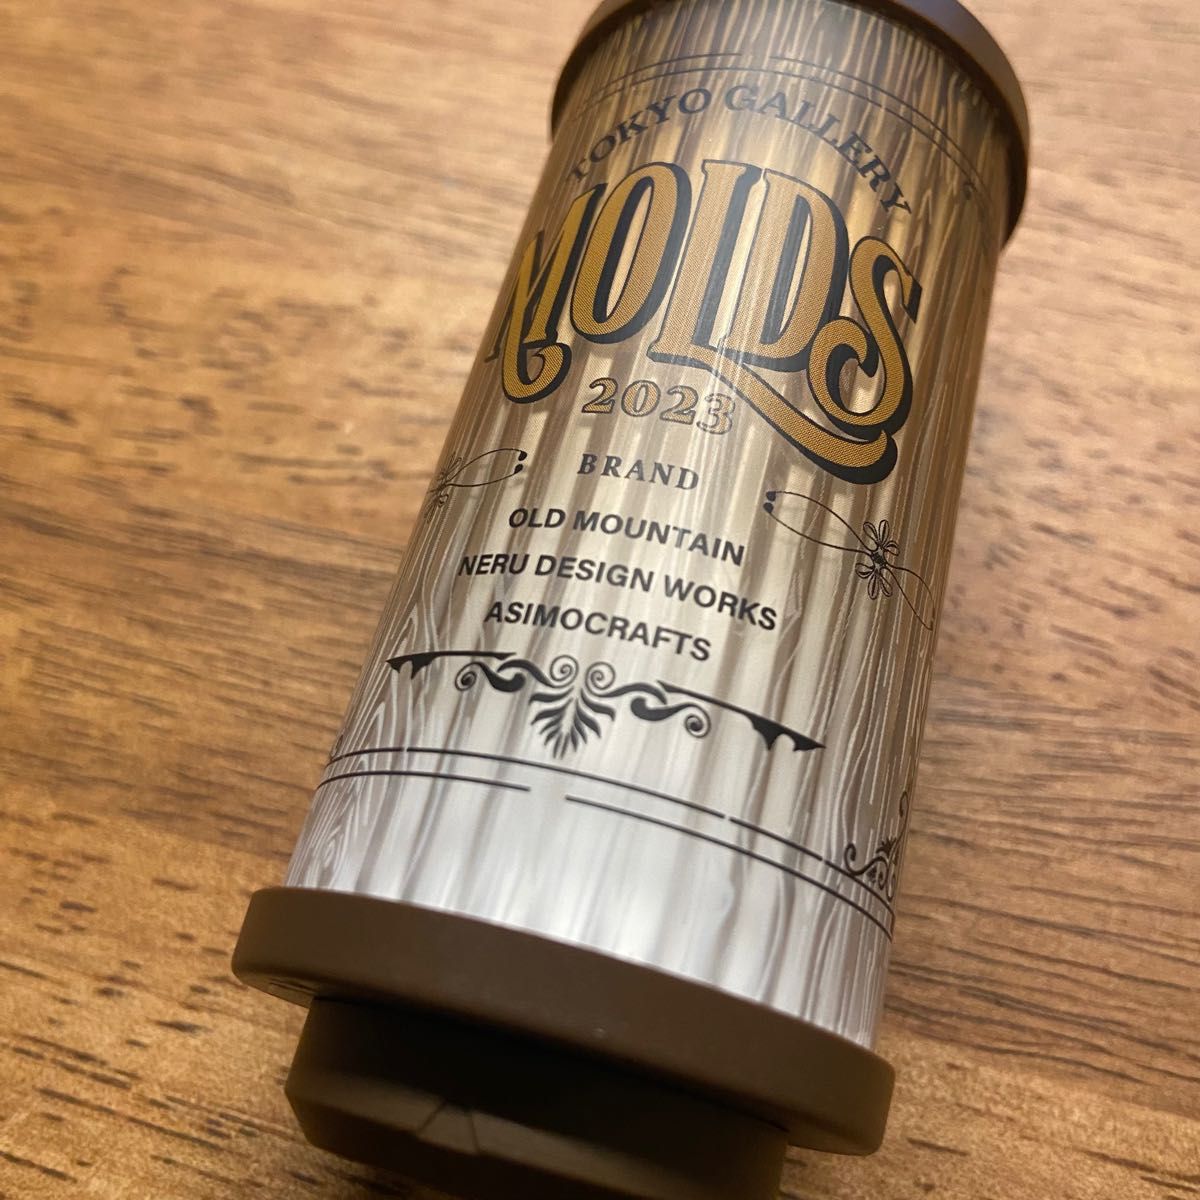 TOKYO GALLERY
MOLDS
2023
BRAND
OLD MOUNTAIN
NERU DESIGN WORKS
ASIMOCRAFTS